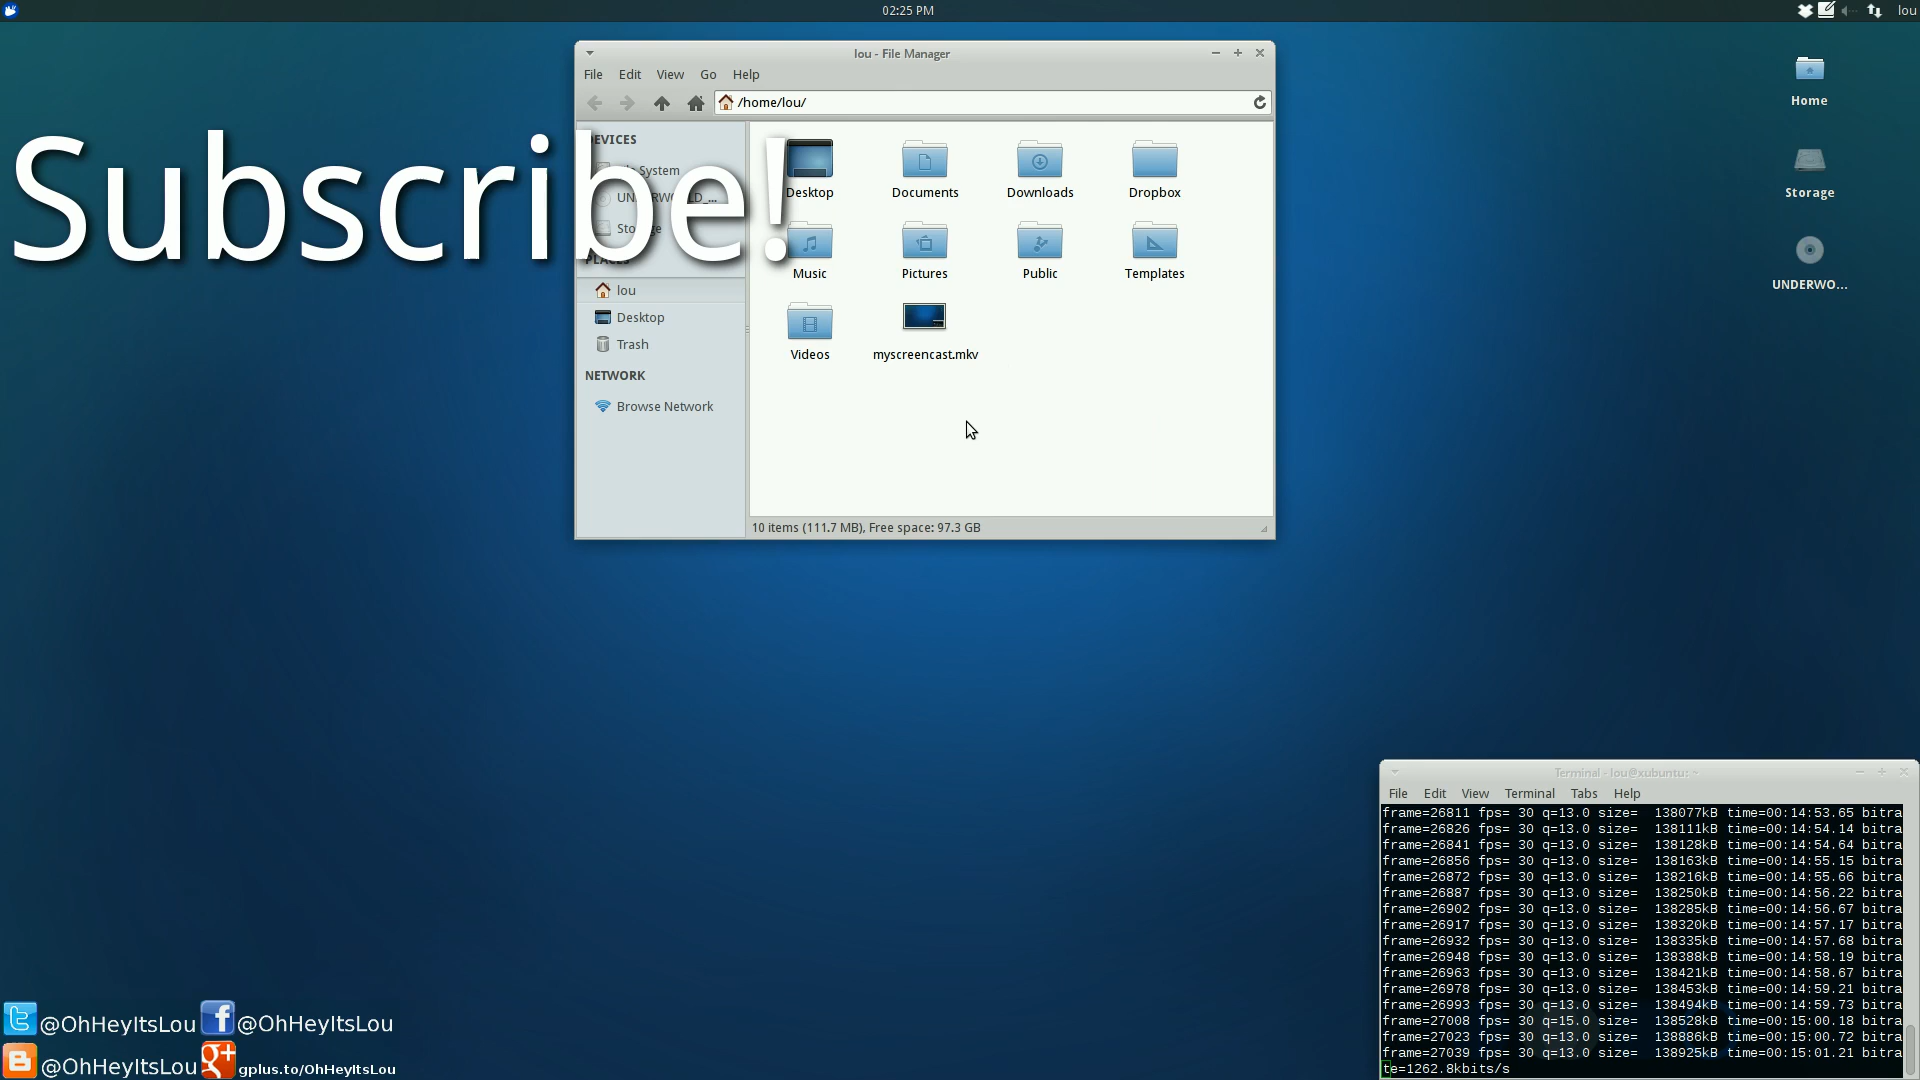 02:25 PM
lou
lou - File Manager
File Edit View Go Help
/home/lou/
Subscribe!
DEVICES
System
UNDERWORLD_...
Storage
PLACES
lou
Desktop
Trash
NETWORK
Browse Network
Desktop Documents Downloads Dropbox
Music Pictures Public Templates
Videos myscreencast.mkv
10 items (111.7 MB), Free space: 97.3 GB
Home
Storage
UNDERWO...
Terminal - lou@xubuntu: ~
File Edit View Terminal Tabs Help
frame=26811 fps= 30 q=13.0 size=  138077kB time=00:14:53.65 bitra
frame=26826 fps= 30 q=13.0 size=  138111kB time=00:14:54.14 bitra
frame=26841 fps= 30 q=13.0 size=  138128kB time=00:14:54.64 bitra
frame=26856 fps= 30 q=13.0 size=  138163kB time=00:14:55.15 bitra
frame=26872 fps= 30 q=13.0 size=  138216kB time=00:14:55.66 bitra
frame=26887 fps= 30 q=13.0 size=  138250kB time=00:14:56.22 bitra
frame=26902 fps= 30 q=13.0 size=  138285kB time=00:14:56.67 bitra
frame=26917 fps= 30 q=13.0 size=  138320kB time=00:14:57.17 bitra
frame=26932 fps= 30 q=13.0 size=  138335kB time=00:14:57.68 bitra
frame=26948 fps= 30 q=13.0 size=  138388kB time=00:14:58.19 bitra
frame=26963 fps= 30 q=13.0 size=  138421kB time=00:14:58.67 bitra
frame=26978 fps= 30 q=13.0 size=  138453kB time=00:14:59.21 bitra
frame=26993 fps= 30 q=13.0 size=  138494kB time=00:14:59.73 bitra
frame=27008 fps= 30 q=15.0 size=  138528kB time=00:15:00.18 bitra
frame=27023 fps= 30 q=13.0 size=  138886kB time=00:15:00.72 bitra
frame=27039 fps= 30 q=13.0 size=  138925kB time=00:15:01.21 bitra
te=1262.8kbits/s
@OhHeyItsLou @OhHeyItsLou
@OhHeyItsLou gplus.to/OhHeyItsLou